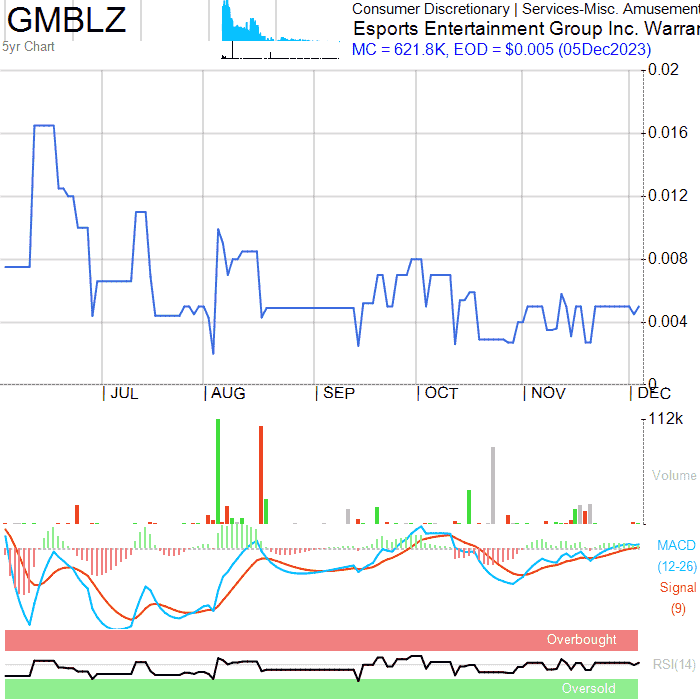 GMBLZ
5yr Chart
Consumer Discretionary | Services-Misc. Amusement
Esports Entertainment Group Inc. Warrar
MC = 621.8K, EOD = $0.005 (05Dec2023)
0.02
0.016
0.012
0.008
0.004
0
| JUL | AUG | SEP | OCT | NOV | DEC
112k
Volume
MACD
(12-26)
Signal
(9)
Overbought
RSI(14)
Oversold